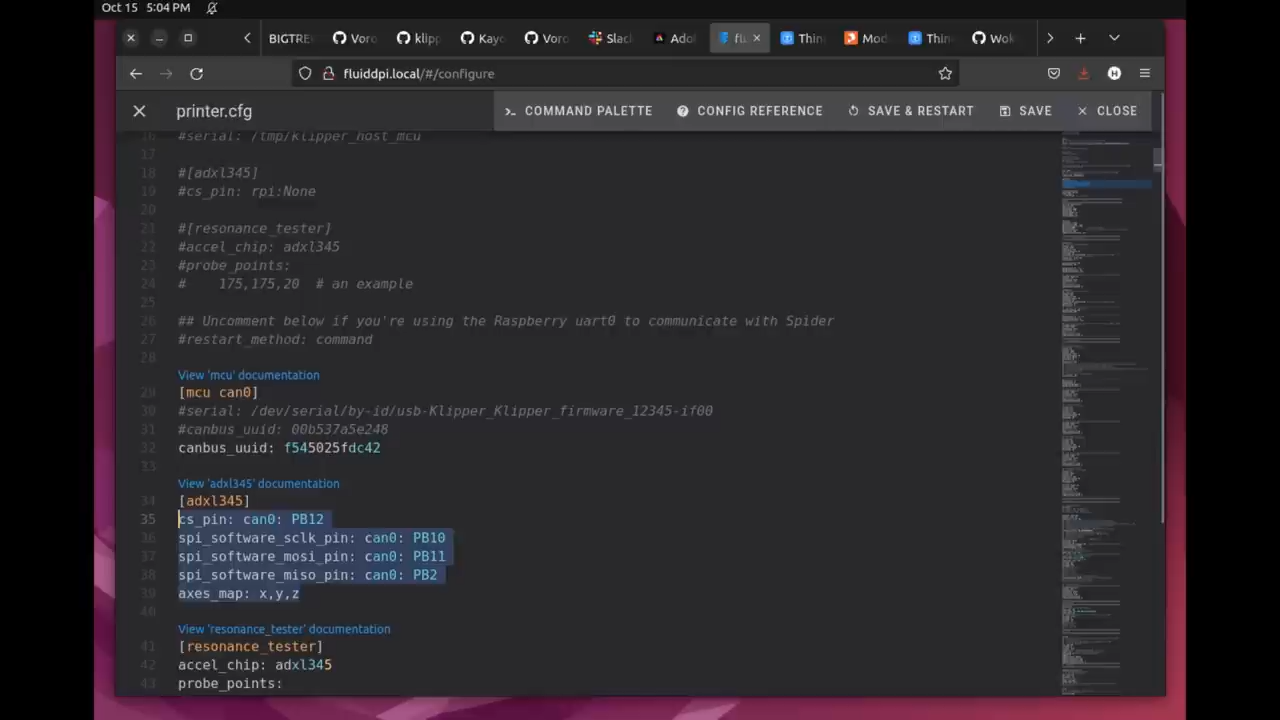 Oct 15 5:04 PM
BIGTRE
Voro
klipp
Kayo
Voro
Slac
Adol
flu
Thin
Mod
Thin
Wok
fluiddpi.local/#/configure
H
printer.cfg
COMMAND PALETTE
CONFIG REFERENCE
SAVE & RESTART
SAVE
CLOSE
16 #serial: /tmp/klipper_host_mcu
17
18 #[adxl345]
19 #cs_pin: rpi:None
20
21 #[resonance_tester]
22 #accel_chip: adxl345
23 #probe_points:
24 #    175,175,20  # an example
25
26 ## Uncomment below if you're using the Raspberry uart0 to communicate with Spider
27 #restart_method: command
28
View 'mcu' documentation
29 [mcu can0]
30 #serial: /dev/serial/by-id/usb-Klipper_Klipper_firmware_12345-if00
31 #canbus_uuid: 00b537a5e248
32 canbus_uuid: f545025fdc42
33
View 'adxl345' documentation
34 [adxl345]
35 cs_pin: can0: PB12
36 spi_software_sclk_pin: can0: PB10
37 spi_software_mosi_pin: can0: PB11
38 spi_software_miso_pin: can0: PB2
39 axes_map: x,y,z
40
View 'resonance_tester' documentation
41 [resonance_tester]
42 accel_chip: adxl345
43 probe_points: